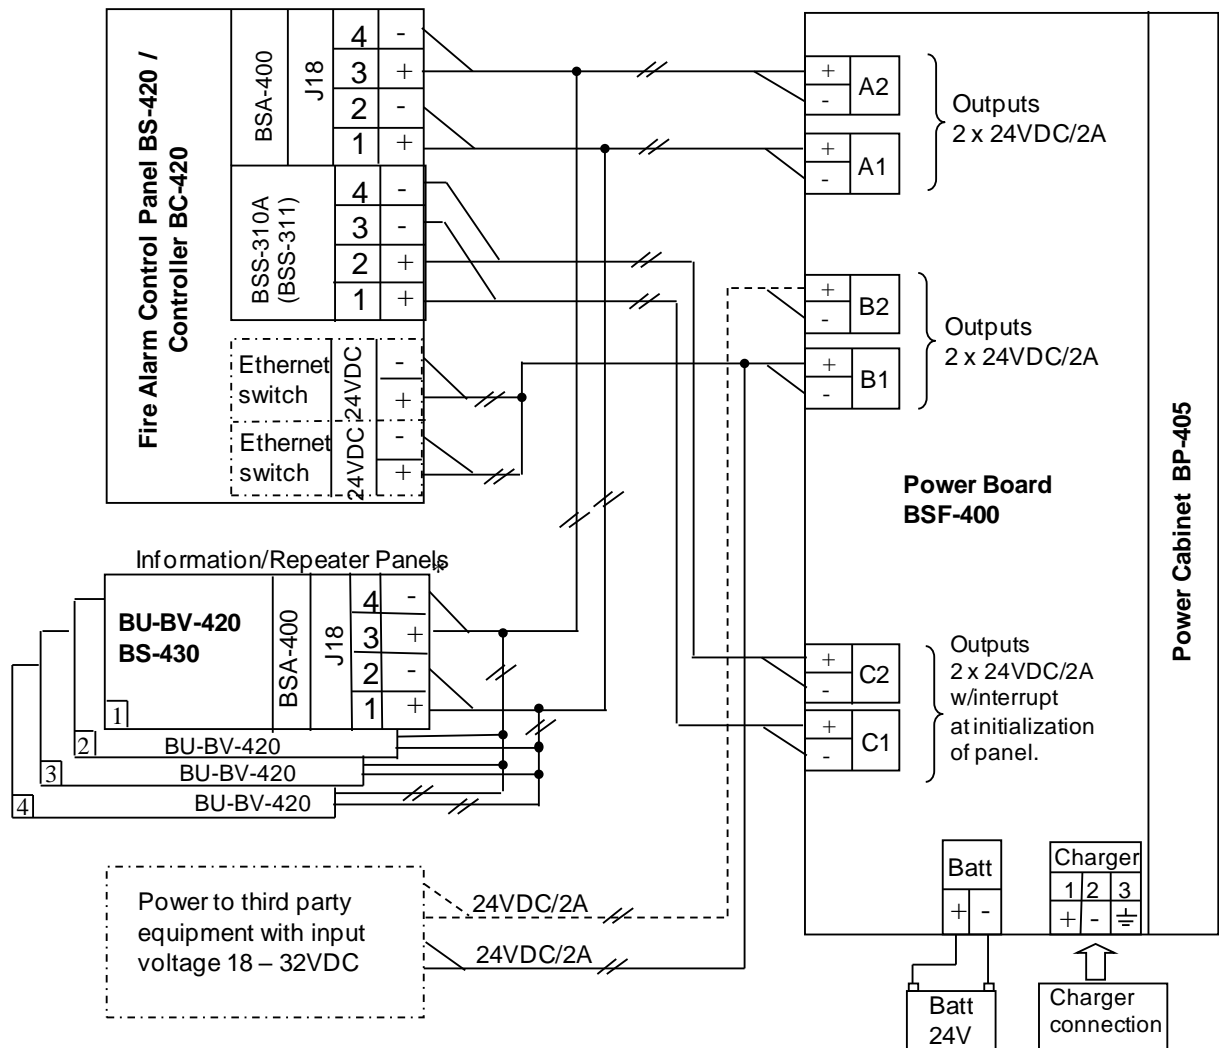 Fire Alarm Control Panel BS-420 /
Controller BC-420
BSA-400
J18
4 -
3 +
2 -
1 +
BSS-310A
(BSS-311)
4 -
3 -
2 +
1 +
Ethernet
switch
24VDC
-
+
Ethernet
switch
24VDC
-
+
Information/Repeater Panels
*
BU-BV-420
BS-430
BSA-400
J18
4 -
3 +
2 -
1 +
1
2 BU-BV-420
3 BU-BV-420
4 BU-BV-420
Power to third party
equipment with input
voltage 18 – 32VDC
24VDC/2A
24VDC/2A
+
-
A2
+
-
A1
Outputs
2 x 24VDC/2A
+
-
B2
+
-
B1
Outputs
2 x 24VDC/2A
Power Board
BSF-400
Power Cabinet BP-405
+
-
C2
+
-
C1
Outputs
2 x 24VDC/2A
w/interrupt
at initialization
of panel.
Batt
+ -
Charger
1 2 3
+ -
Batt
24V
Charger
connection